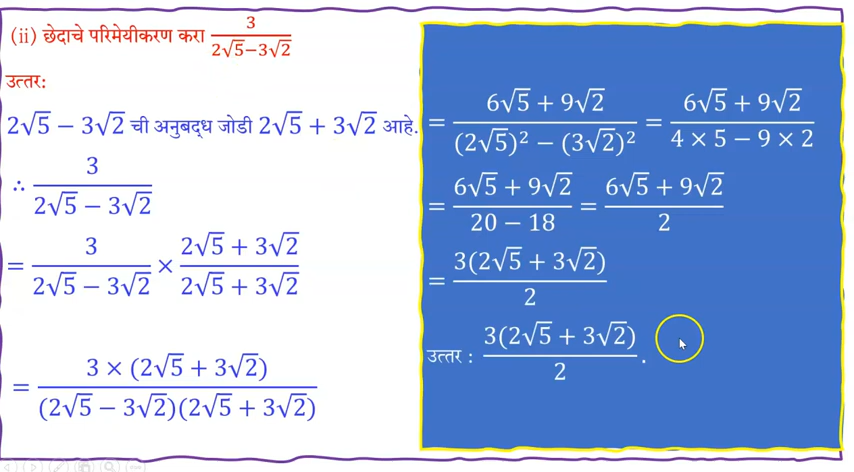 (ii) छेदाचे परिमेयीकरण करा 3/(2√5−3√2)
उत्तर:
2√5 − 3√2 ची अनुबद्ध जोडी 2√5 + 3√2 आहे.
∴ 3/(2√5 − 3√2)
= 3/(2√5 − 3√2) × (2√5 + 3√2)/(2√5 + 3√2)
= (3 × (2√5 + 3√2))/((2√5 − 3√2)(2√5 + 3√2))
= (6√5 + 9√2)/((2√5)² − (3√2)²) = (6√5 + 9√2)/(4 × 5 − 9 × 2)
= (6√5 + 9√2)/(20 − 18) = (6√5 + 9√2)/2
= 3(2√5 + 3√2)/2
उत्तर : 3(2√5 + 3√2)/2 .